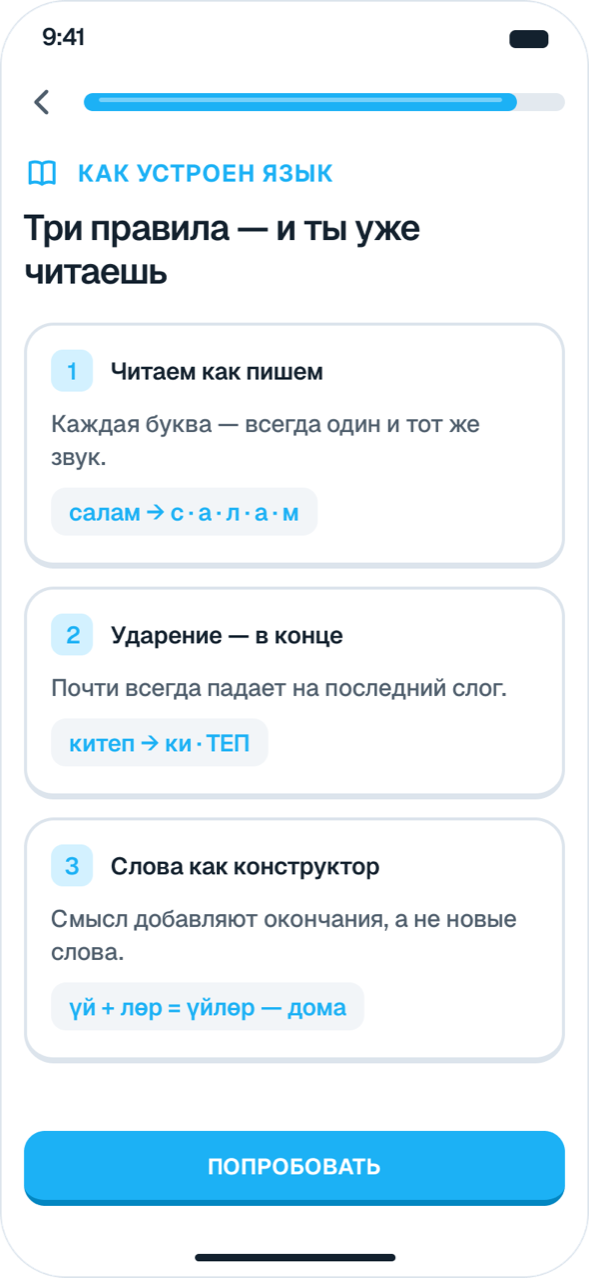 9:41
КАК УСТРОЕН ЯЗЫК
Три правила — и ты уже
читаешь
1 Читаем как пишем
Каждая буква — всегда один и тот же
звук.
салам → с · а · л · а · м
2 Ударение — в конце
Почти всегда падает на последний слог.
китеп → ки · ТЕП
3 Слова как конструктор
Смысл добавляют окончания, а не новые
слова.
үй + лөр = үйлөр — дома
ПОПРОБОВАТЬ